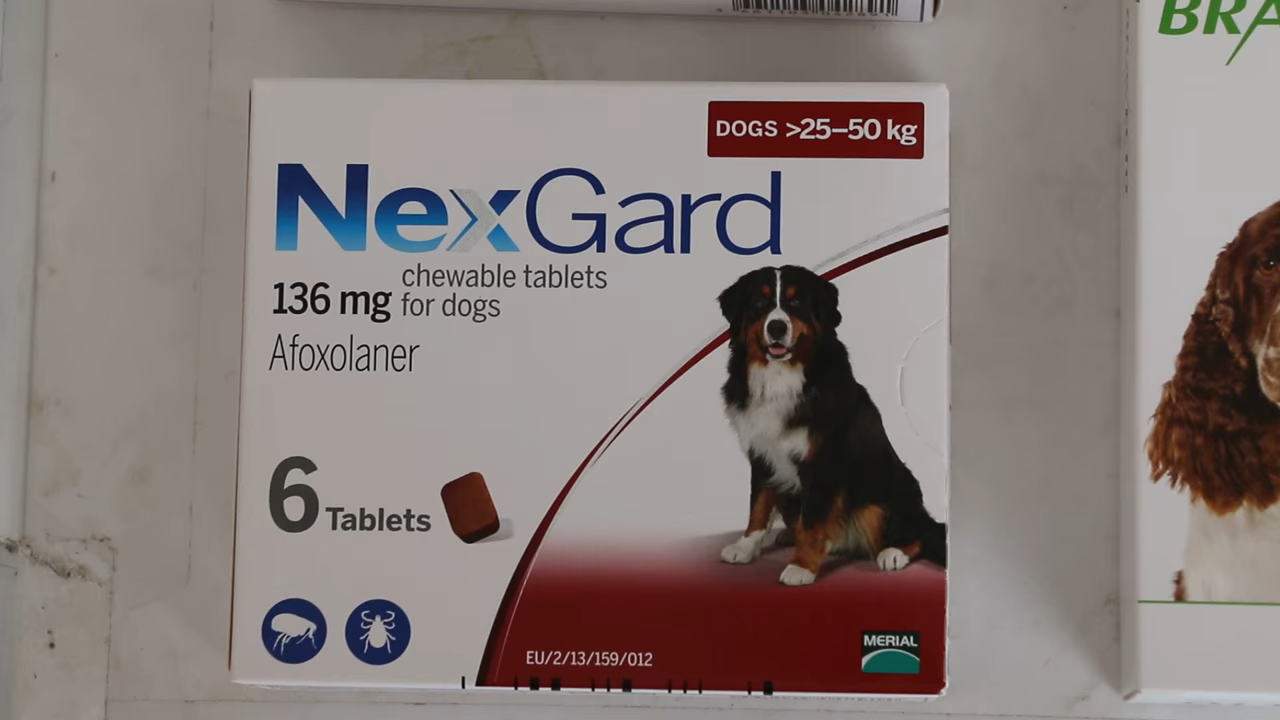 DOGS >25–50 kg
NexGard
136 mg chewable tablets
for dogs
Afoxolaner
6 Tablets
EU/2/13/159/012
MERIAL